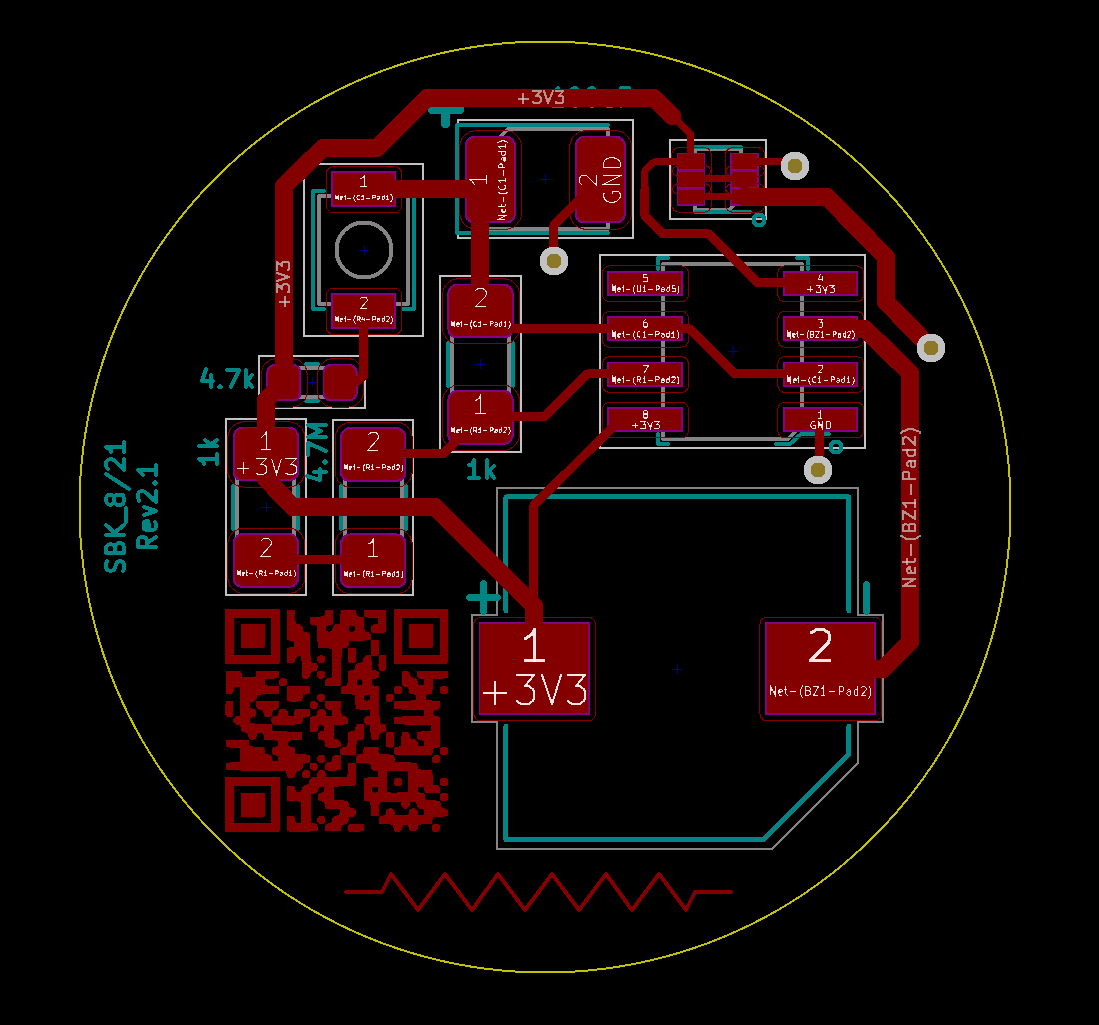 +3V3
1
Net-(C1-Pad1)
1
Net-(C1-Pad1)
2
GND
+3V3
2
Net-(R4-Pad1)
2
Net-(C1-Pad1)
5
Net-(U1-Pad5)
4
+3V3
6
Net-(C1-Pad1)
3
Net-(BZ1-Pad2)
7
Net-(R1-Pad2)
2
Net-(C1-Pad1)
8
+3V3
1
GND
4.7k
1
Net-(R1-Pad2)
1k
1k
1
+3V3
4.7M
2
Net-(R1-Pad2)
SBK_8/21
Rev2.1
2
Net-(R1-Pad1)
1
Net-(R1-Pad1)
Net-(BZ1-Pad2)
+
1
+3V3
2
Net-(BZ1-Pad2)